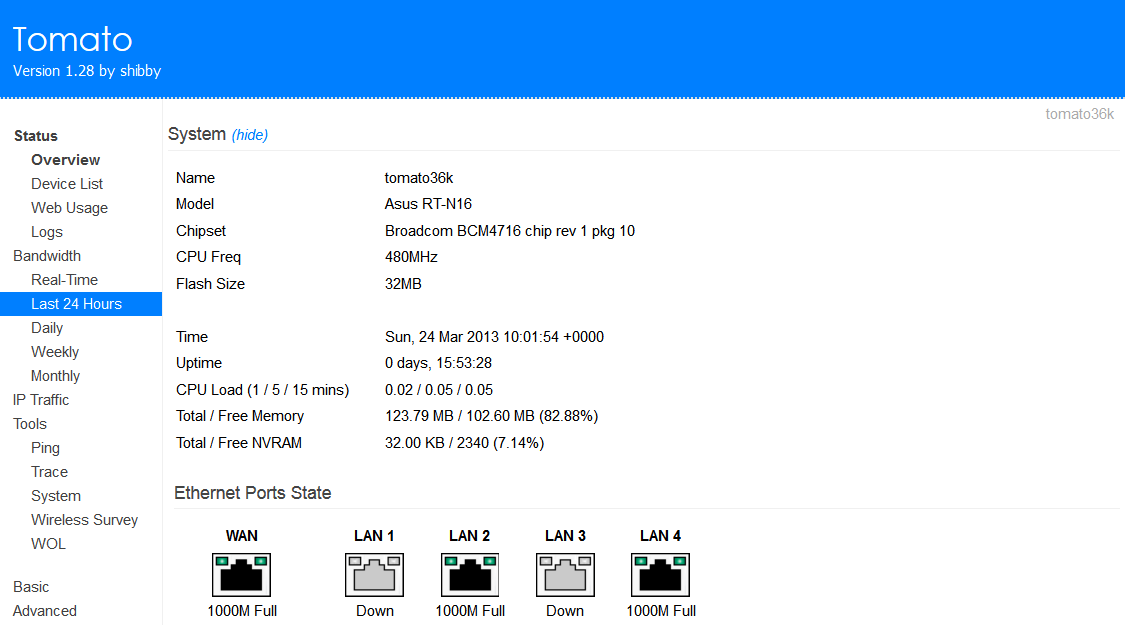 Tomato
Version 1.28 by shibby
tomato36k
Status
Overview
Device List
Web Usage
Logs
Bandwidth
Real-Time
Last 24 Hours
Daily
Weekly
Monthly
IP Traffic
Tools
Ping
Trace
System
Wireless Survey
WOL
Basic
Advanced
System (hide)
Name tomato36k
Model Asus RT-N16
Chipset Broadcom BCM4716 chip rev 1 pkg 10
CPU Freq 480MHz
Flash Size 32MB
Time Sun, 24 Mar 2013 10:01:54 +0000
Uptime 0 days, 15:53:28
CPU Load (1 / 5 / 15 mins) 0.02 / 0.05 / 0.05
Total / Free Memory 123.79 MB / 102.60 MB (82.88%)
Total / Free NVRAM 32.00 KB / 2340 (7.14%)
Ethernet Ports State
WAN LAN 1 LAN 2 LAN 3 LAN 4
1000M Full Down 1000M Full Down 1000M Full